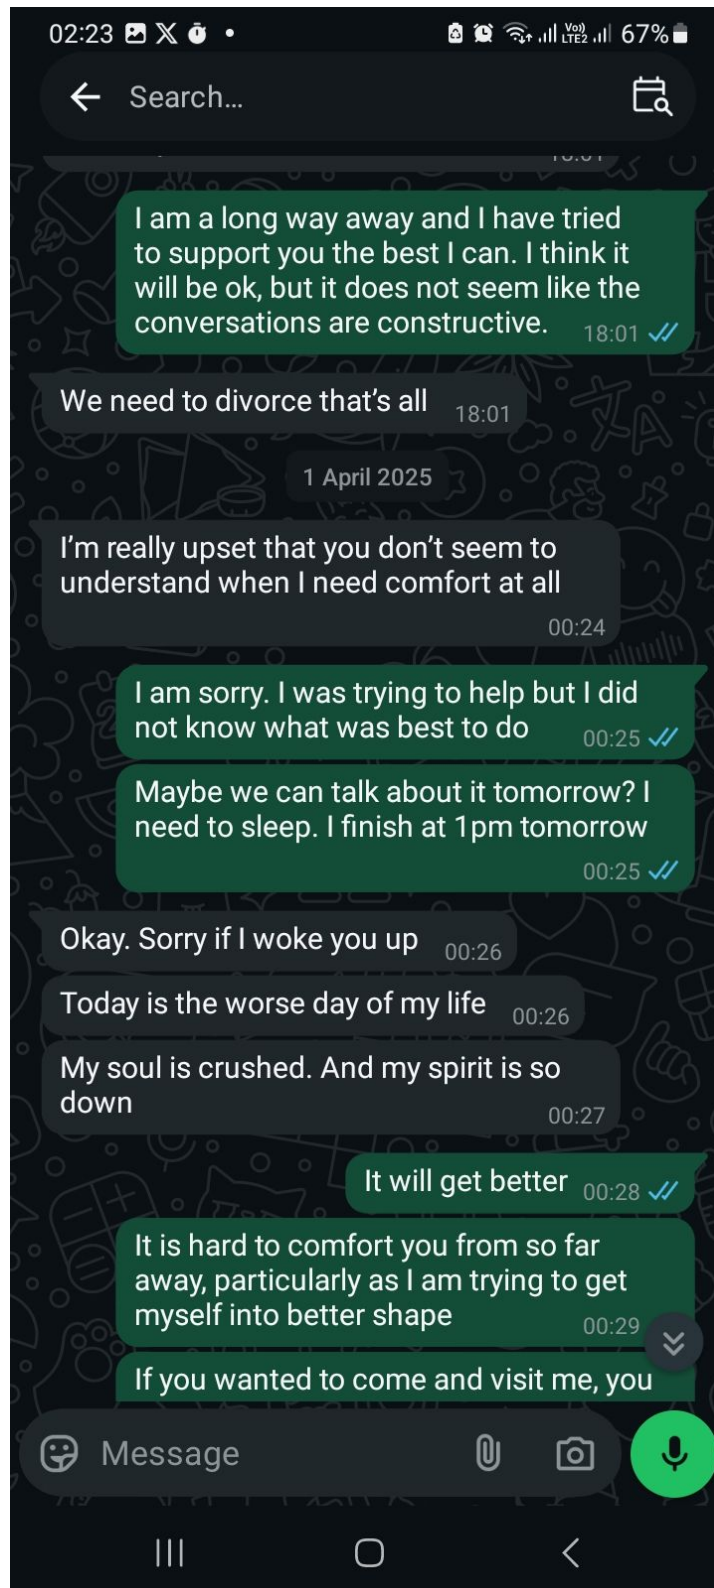 02:23
Vo))
LTE2
67%
Search...
I am a long way away and I have tried
to support you the best I can. I think it
will be ok, but it does not seem like the
conversations are constructive.
18:01
We need to divorce that’s all
18:01
1 April 2025
I’m really upset that you don’t seem to
understand when I need comfort at all
00:24
I am sorry. I was trying to help but I did
not know what was best to do
00:25
Maybe we can talk about it tomorrow? I
need to sleep. I finish at 1pm tomorrow
00:25
Okay. Sorry if I woke you up
00:26
Today is the worse day of my life
00:26
My soul is crushed. And my spirit is so
down
00:27
It will get better
00:28
It is hard to comfort you from so far
away, particularly as I am trying to get
myself into better shape
00:29
If you wanted to come and visit me, you
Message